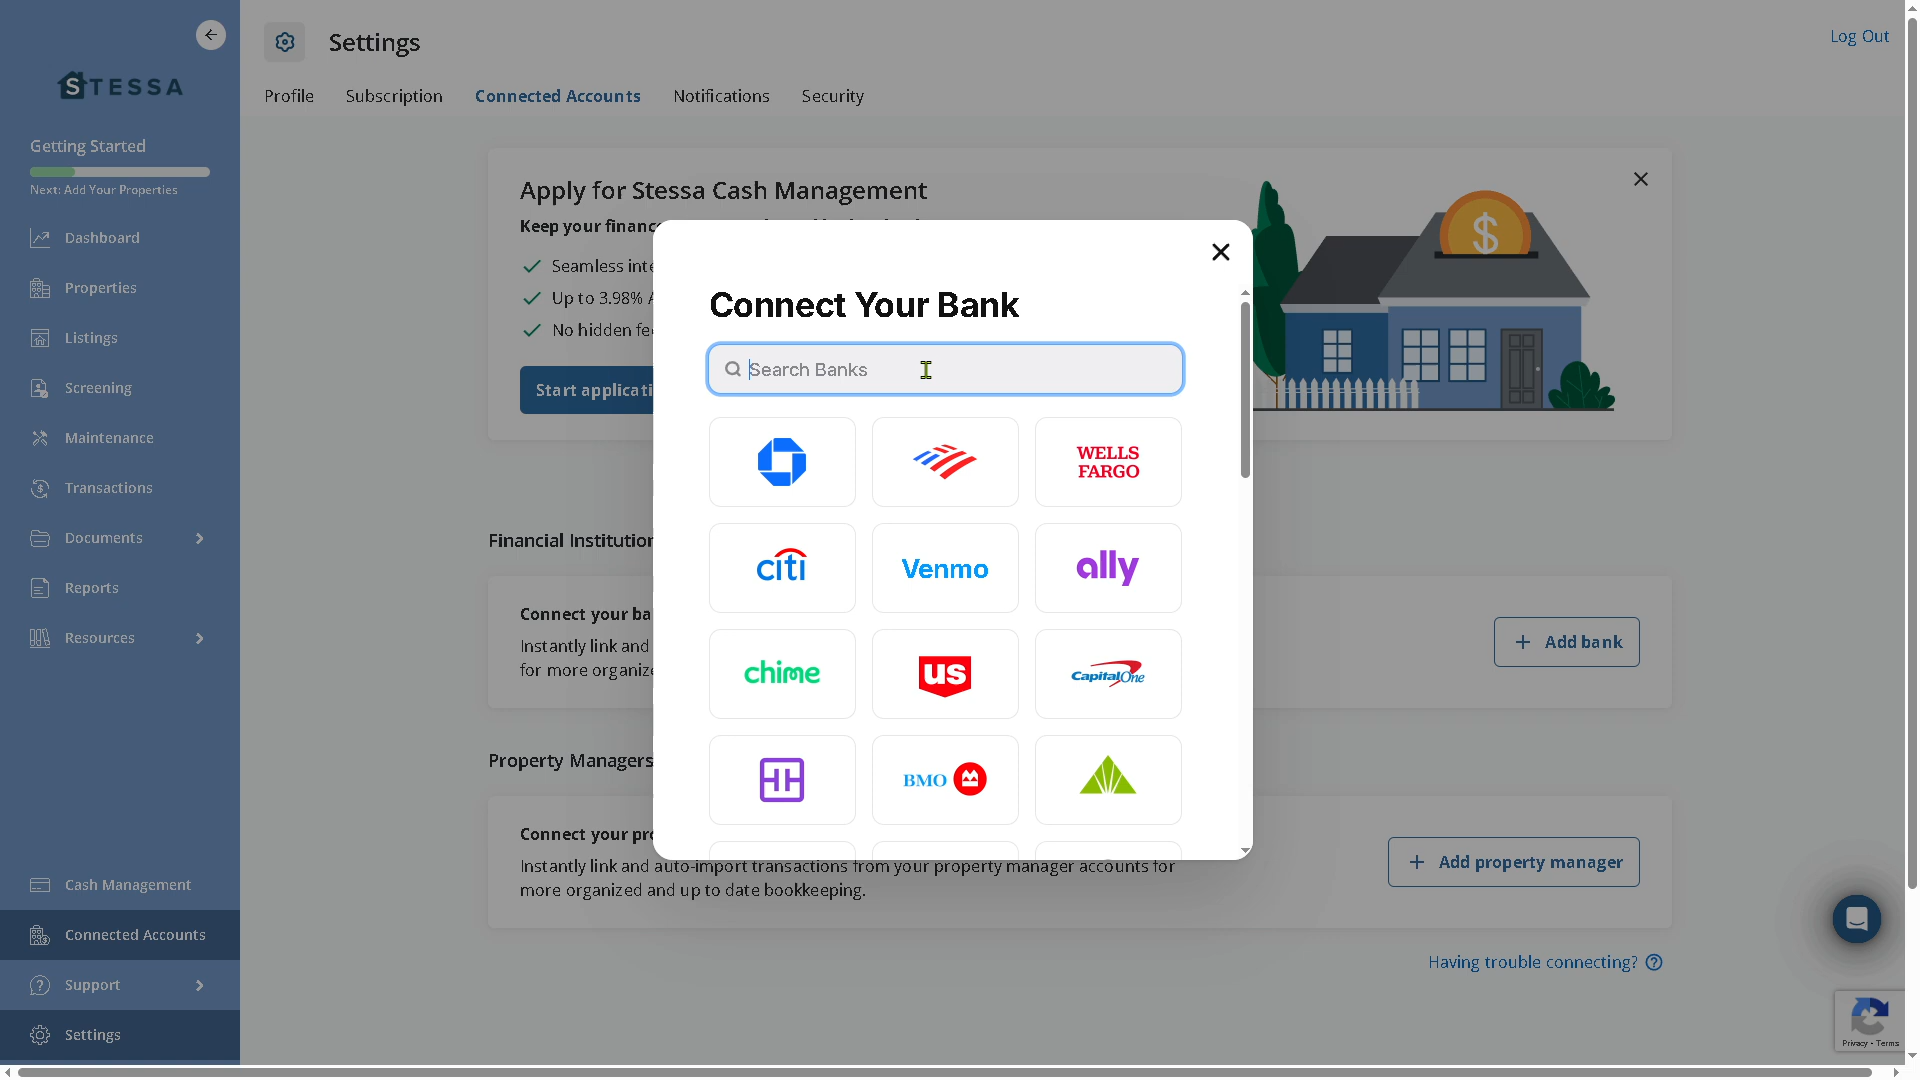 STESSA
Getting Started
Next: Add Your Properties
Dashboard
Properties
Listings
Screening
Maintenance
Transactions
Documents
Reports
Resources
Cash Management
Connected Accounts
Support
Settings
Settings
Log Out
Profile
Subscription
Connected Accounts
Notifications
Security
Apply for Stessa Cash Management
Keep your financ
Seamless inte
Up to 3.98%
No hidden fe
Start applicati
$
Connect Your Bank
Search Banks
WELLS
FARGO
citi
Venmo
ally
chime
us
CapitalOne
BMO
Financial Institution
Connect your ba
Instantly link and
for more organize
Add bank
Property Managers
Connect your pro
Instantly link and auto-import transactions from your property manager accounts for
more organized and up to date bookkeeping.
Add property manager
Having trouble connecting?
Privacy - Terms